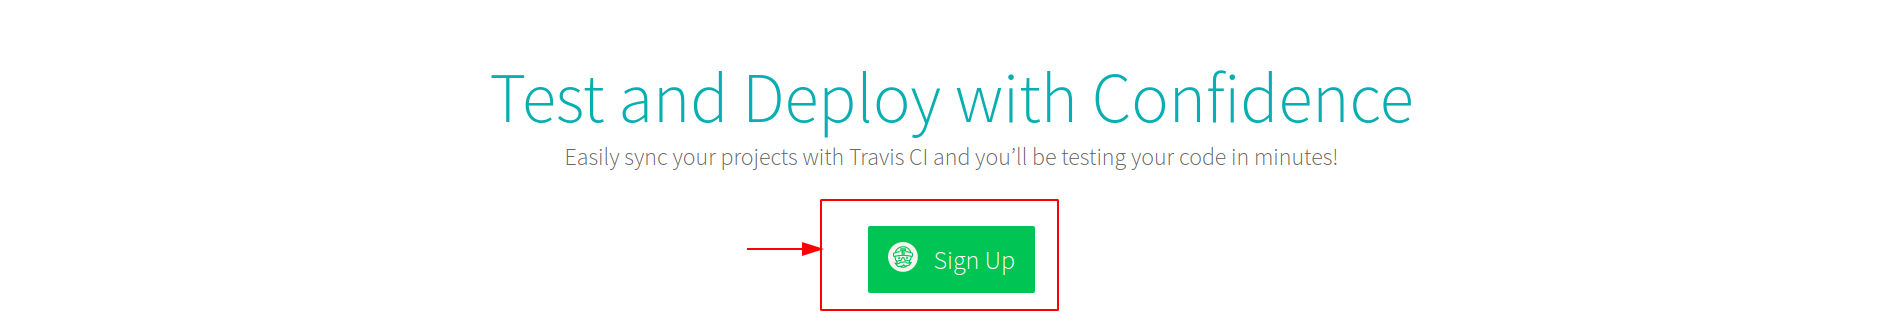 Test and Deploy with Confidence
Easily sync your projects with Travis CI and you’ll be testing your code in minutes!
Sign Up